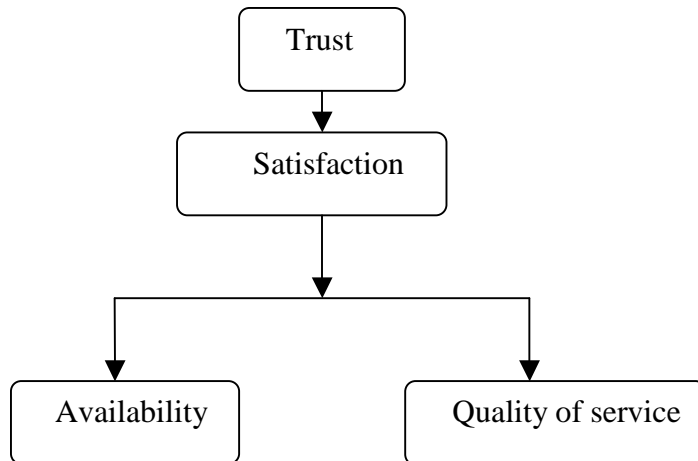 Trust
Satisfaction
Availability
Quality of service